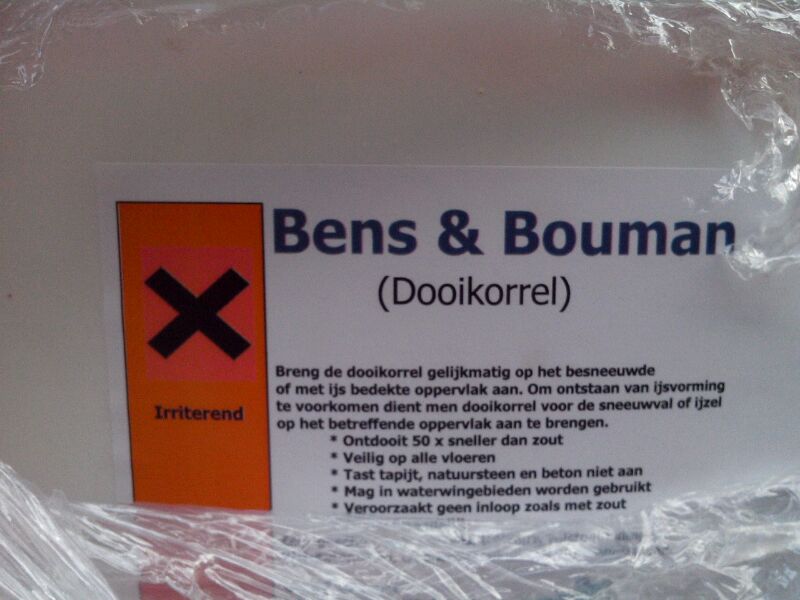 Bens & Bouman
(Dooikorrel)
Irriterend
Breng de dooikorrel gelijkmatig op het besneeuwde
of met ijs bedekte oppervlak aan. Om ontstaan van ijsvorming
te voorkomen dient men dooikorrel voor de sneeuwval of ijzel
op het betreffende oppervlak aan te brengen.
* Ontdooit 50 x sneller dan zout
* Veilig op alle vloeren
* Tast tapijt, natuursteen en beton niet aan
* Mag in waterwingebieden worden gebruikt
* Veroorzaakt geen inloop zoals met zout